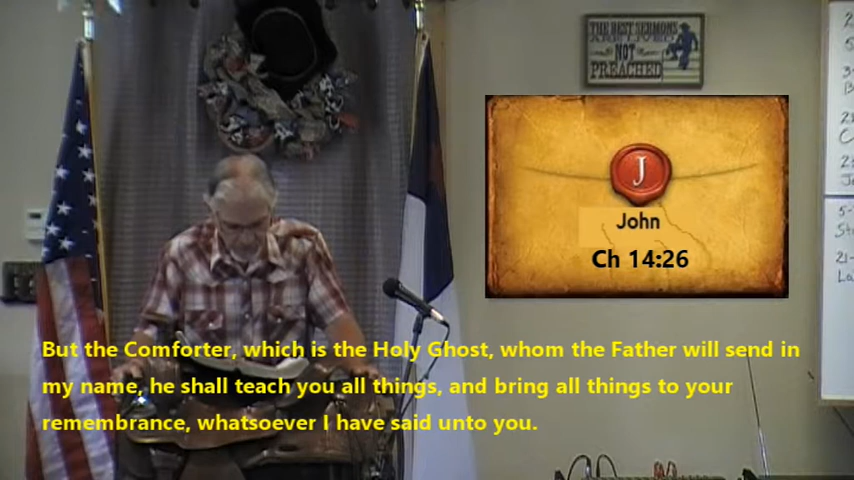 THE BEST SERMONS
ARE LIVED
NOT
PREACHED
J
John
Ch 14:26
But the Comforter, which is the Holy Ghost, whom the Father will send in
my name, he shall teach you all things, and bring all things to your
remembrance, whatsoever I have said unto you.